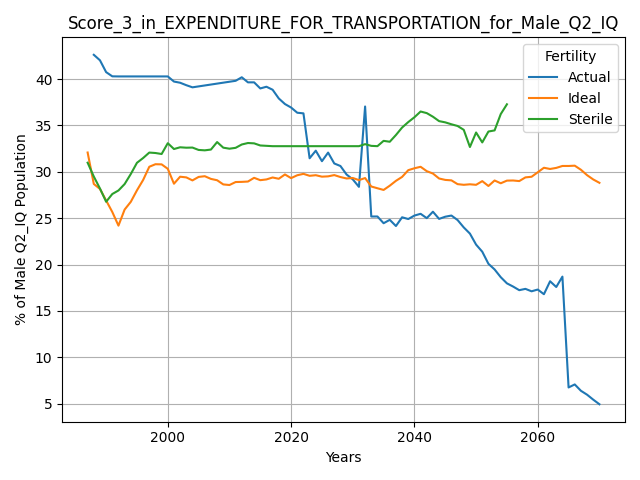 Score_3_in_EXPENDITURE_FOR_TRANSPORTATION_for_Male_Q2_IQ
Fertility
Actual
Ideal
Sterile
% of Male Q2_IQ Population
40
35
30
25
20
15
10
5
2000 2020 2040 2060
Years